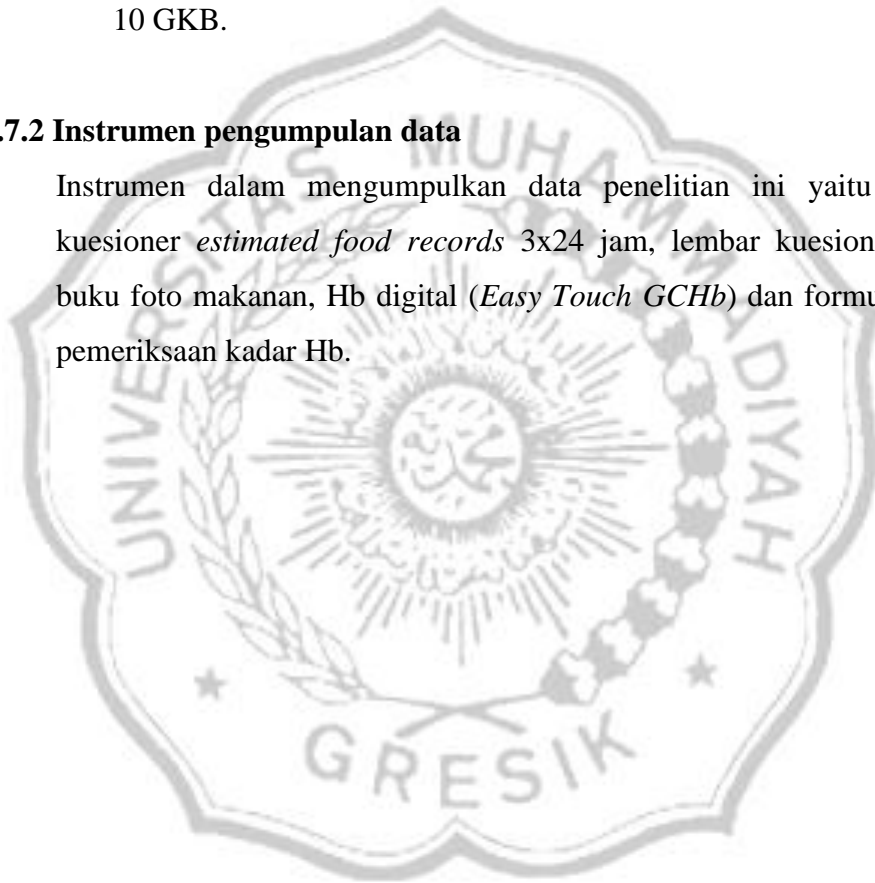 10 GKB.
.7.2 Instrumen pengumpulan data
Instrumen dalam mengumpulkan data penelitian ini yaitu
kuesioner estimated food records 3x24 jam, lembar kuesion
buku foto makanan, Hb digital (Easy Touch GCHb) dan formu
pemeriksaan kadar Hb.
UNIVERSITAS MUHAMMADIYAH
GRESIK